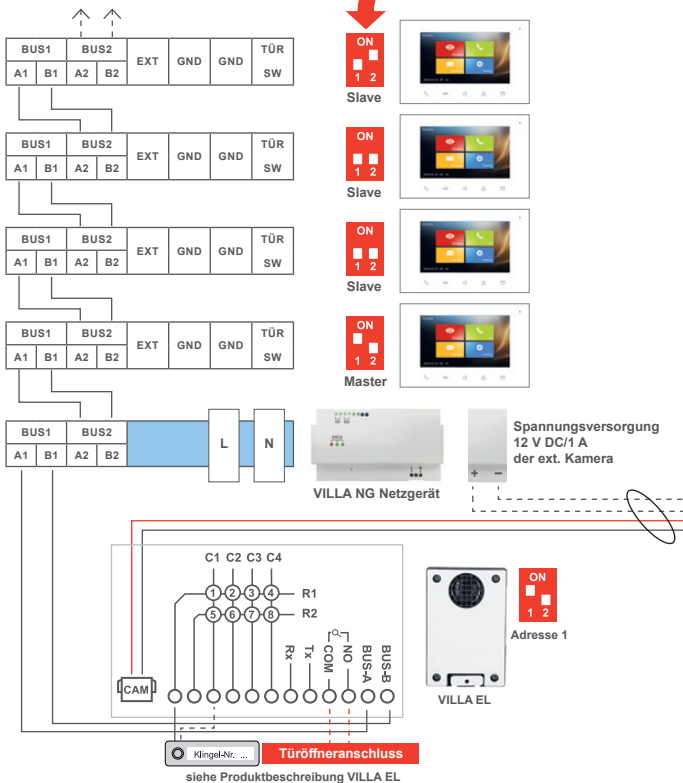 BUS1 BUS2 EXT GND GND TÜR SW
A1 B1 A2 B2
ON
1 2
Slave
BUS1 BUS2 EXT GND GND TÜR SW
A1 B1 A2 B2
ON
1 2
Slave
BUS1 BUS2 EXT GND GND TÜR SW
A1 B1 A2 B2
ON
1 2
Slave
BUS1 BUS2 EXT GND GND TÜR SW
A1 B1 A2 B2
ON
1 2
Master
BUS1 BUS2 L N
A1 B1 A2 B2
VILLA NG Netzgerät
Spannungsversorgung
12 V DC/1 A
der ext. Kamera
+ −
C1 C2 C3 C4
1 2 3 4 R1
5 6 7 8 R2
Rx Tx COM NO BUS-A BUS-B
CAM
ON
1 2
Adresse 1
VILLA EL
Klingel-Nr. ...
Türöffneranschluss
siehe Produktbeschreibung VILLA EL